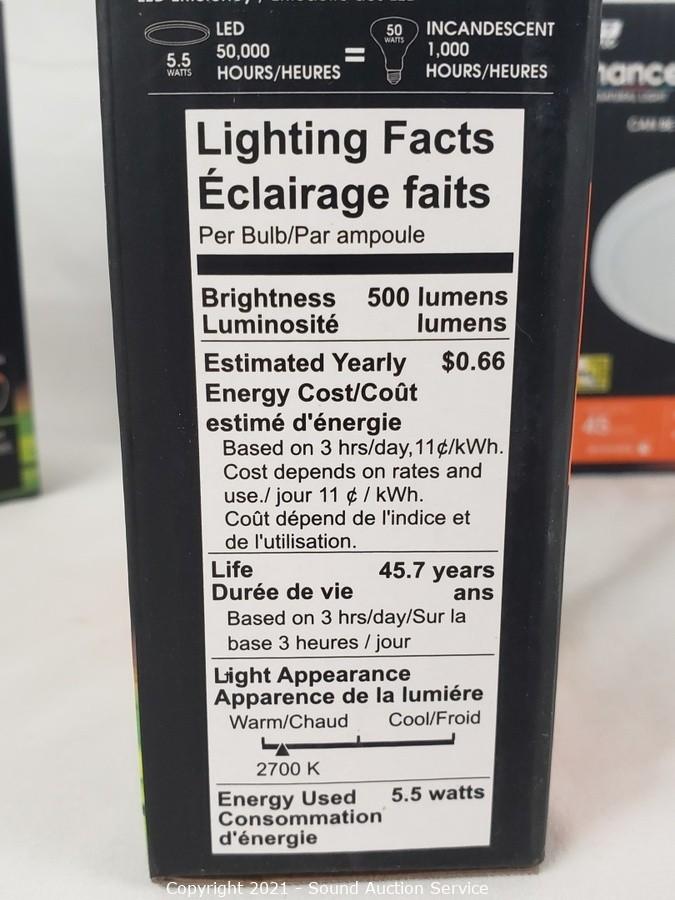 LED
50,000
HOURS/HEURES
5.5
WATTS
=
50
WATTS
INCANDESCENT
1,000
HOURS/HEURES
Lighting Facts
Éclairage faits
Per Bulb/Par ampoule
Brightness 500 lumens
Luminosité lumens
Estimated Yearly $0.66
Energy Cost/Coût
estimé d'énergie
Based on 3 hrs/day,11¢/kWh.
Cost depends on rates and
use./ jour 11 ¢ / kWh.
Coût dépend de l'indice et
de l'utilisation.
Life 45.7 years
Durée de vie ans
Based on 3 hrs/day/Sur la
base 3 heures / jour
Light Appearance
Apparence de la lumiére
Warm/Chaud Cool/Froid
2700 K
Energy Used 5.5 watts
Consommation
d'énergie
CAN BE
45
Copyright 2021 - Sound Auction Service